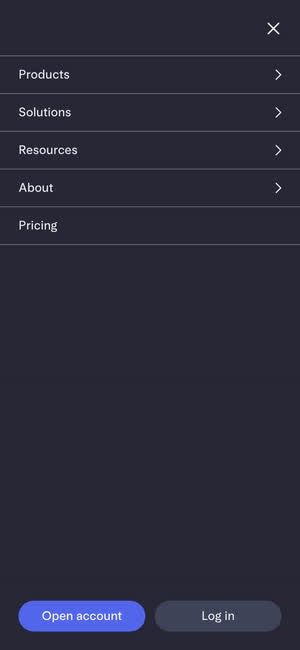 Products
Solutions
Resources
About
Pricing
Open account
Log in